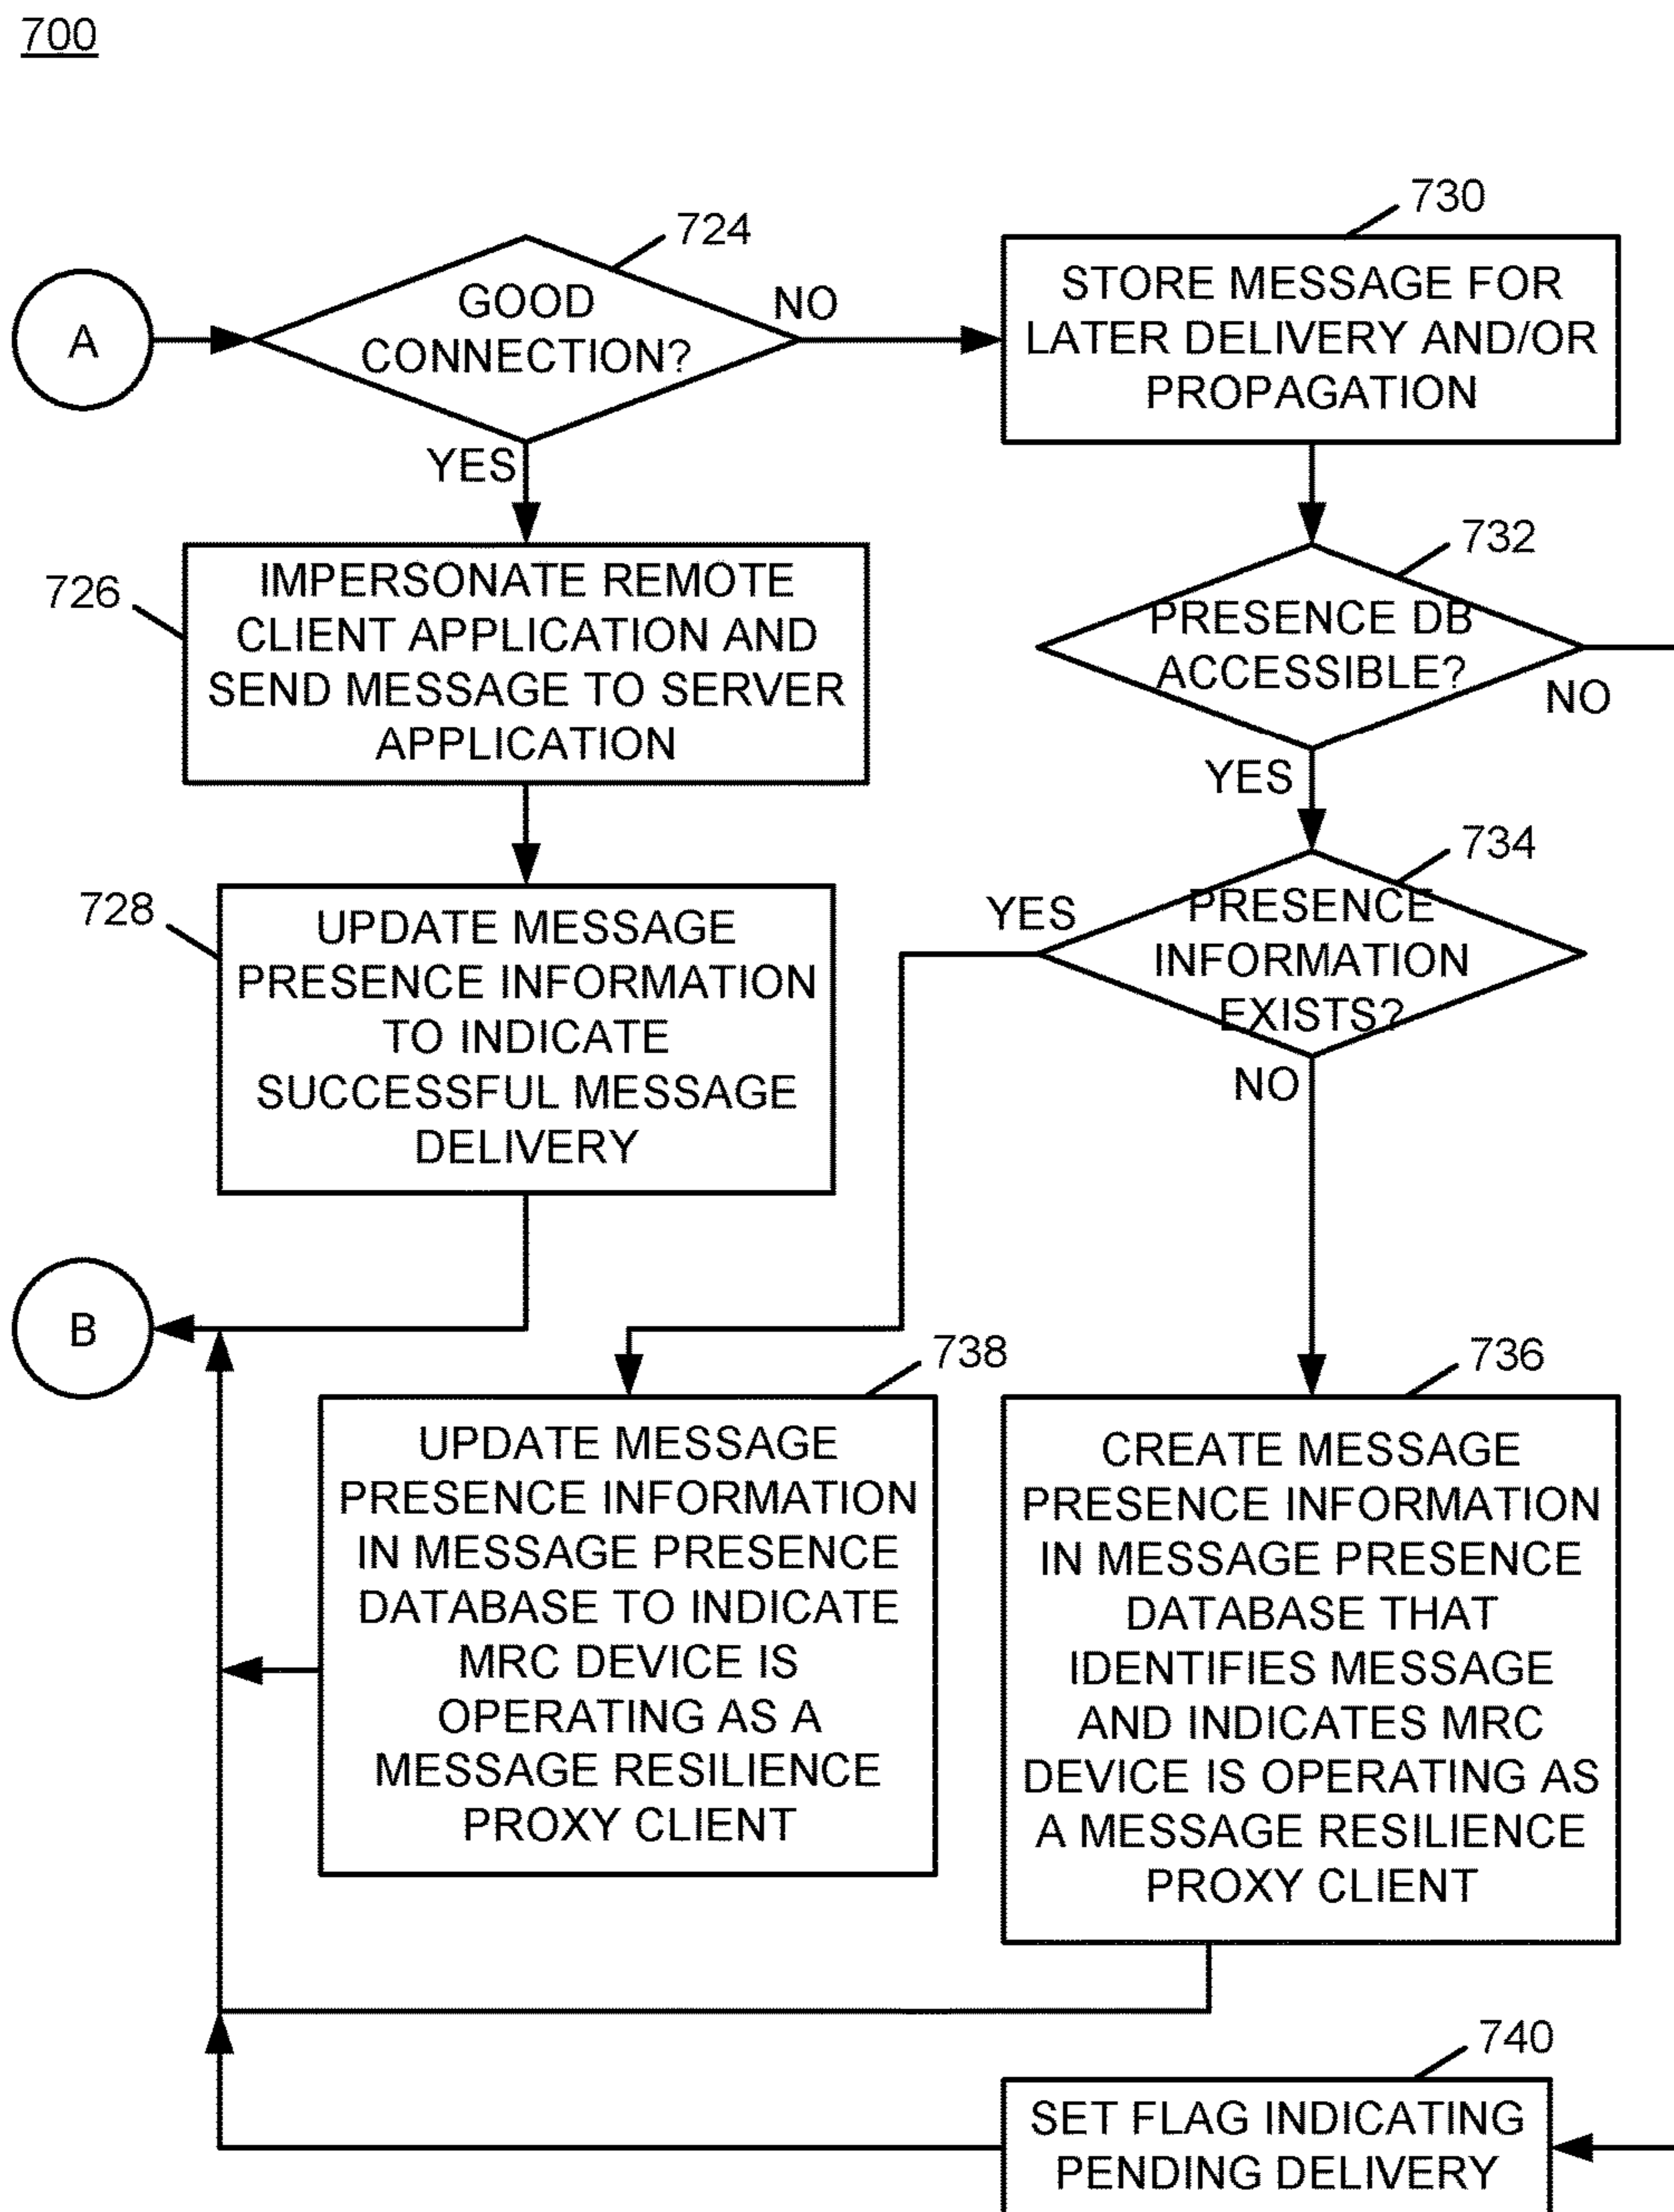 700
A
724
GOOD
CONNECTION?
NO
YES
730
STORE MESSAGE FOR
LATER DELIVERY AND/OR
PROPAGATION
726
IMPERSONATE REMOTE
CLIENT APPLICATION AND
SEND MESSAGE TO SERVER
APPLICATION
732
PRESENCE DB
ACCESSIBLE?
NO
YES
728
UPDATE MESSAGE
PRESENCE INFORMATION
TO INDICATE
SUCCESSFUL MESSAGE
DELIVERY
734
YES
PRESENCE
INFORMATION
EXISTS?
NO
B
738
UPDATE MESSAGE
PRESENCE INFORMATION
IN MESSAGE PRESENCE
DATABASE TO INDICATE
MRC DEVICE IS
OPERATING AS A
MESSAGE RESILIENCE
PROXY CLIENT
736
CREATE MESSAGE
PRESENCE INFORMATION
IN MESSAGE PRESENCE
DATABASE THAT
IDENTIFIES MESSAGE
AND INDICATES MRC
DEVICE IS OPERATING AS
A MESSAGE RESILIENCE
PROXY CLIENT
740
SET FLAG INDICATING
PENDING DELIVERY